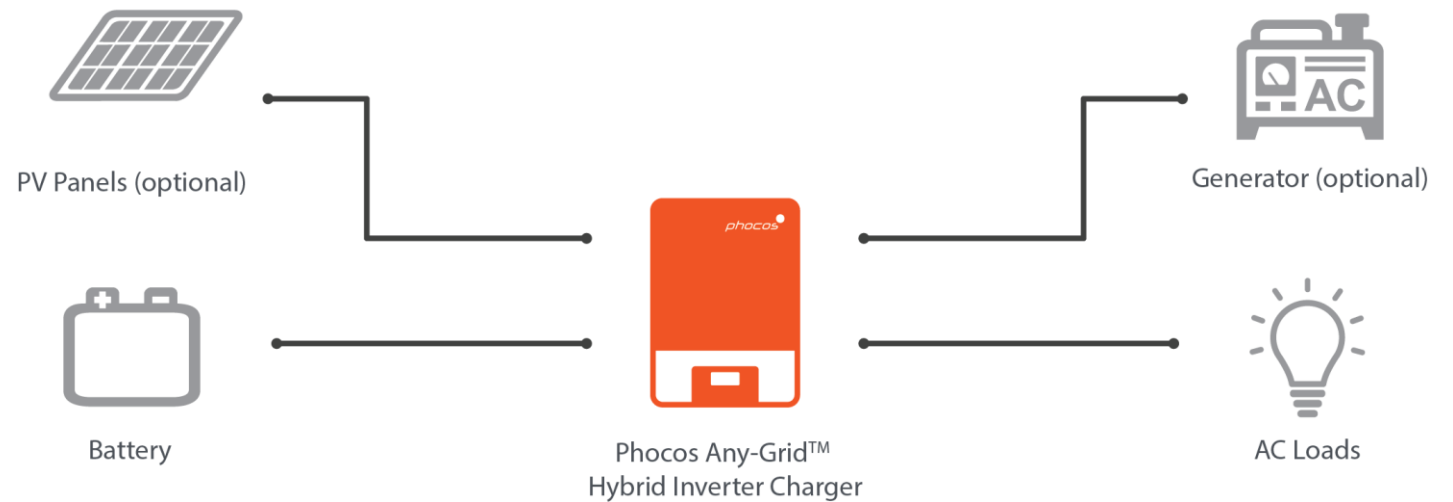 AC
PV Panels (optional)
Generator (optional)
phocos
Battery
Phocos Any-Grid™
Hybrid Inverter Charger
AC Loads